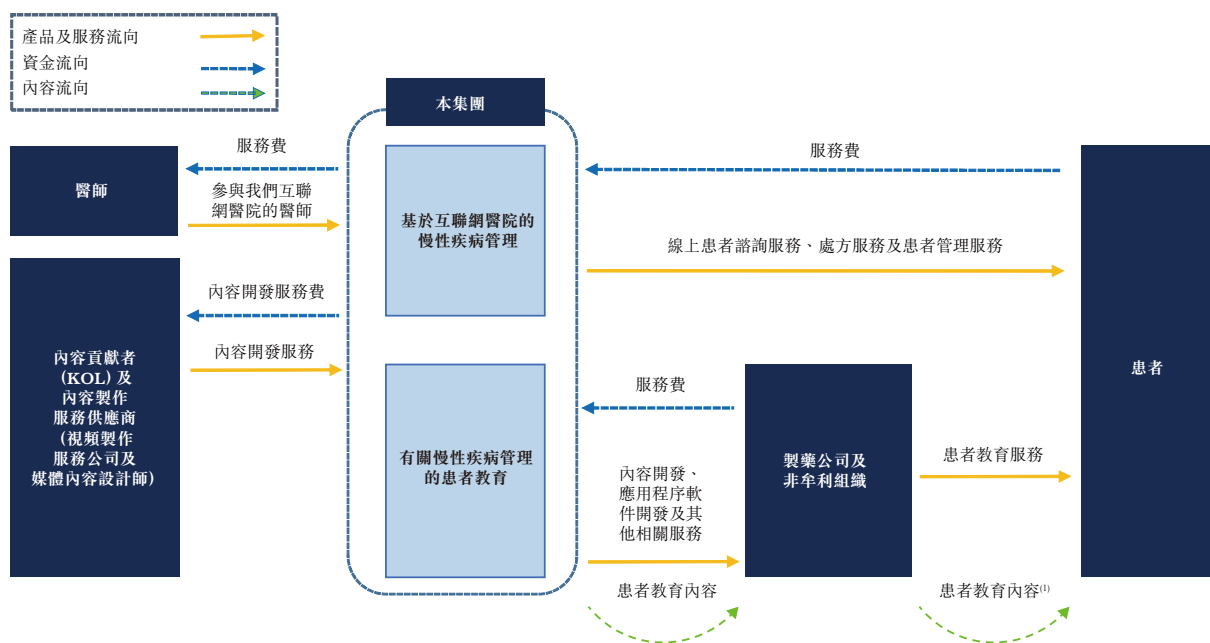 產品及服務流向
資金流向
內容流向
本集團
醫師
服務費
參與我們互聯
網醫院的醫師
基於互聯網醫院的
慢性疾病管理
服務費
線上患者諮詢服務、處方服務及患者管理服務
患者
內容貢獻者
(KOL) 及
內容製作
服務供應商
(視頻製作
服務公司及
媒體內容設計師)
內容開發服務費
內容開發服務
有關慢性疾病管理
的患者教育
服務費
內容開發、
應用程序軟
件開發及其
他相關服務
患者教育內容
製藥公司及
非牟利組織
患者教育服務
患者教育內容(1)